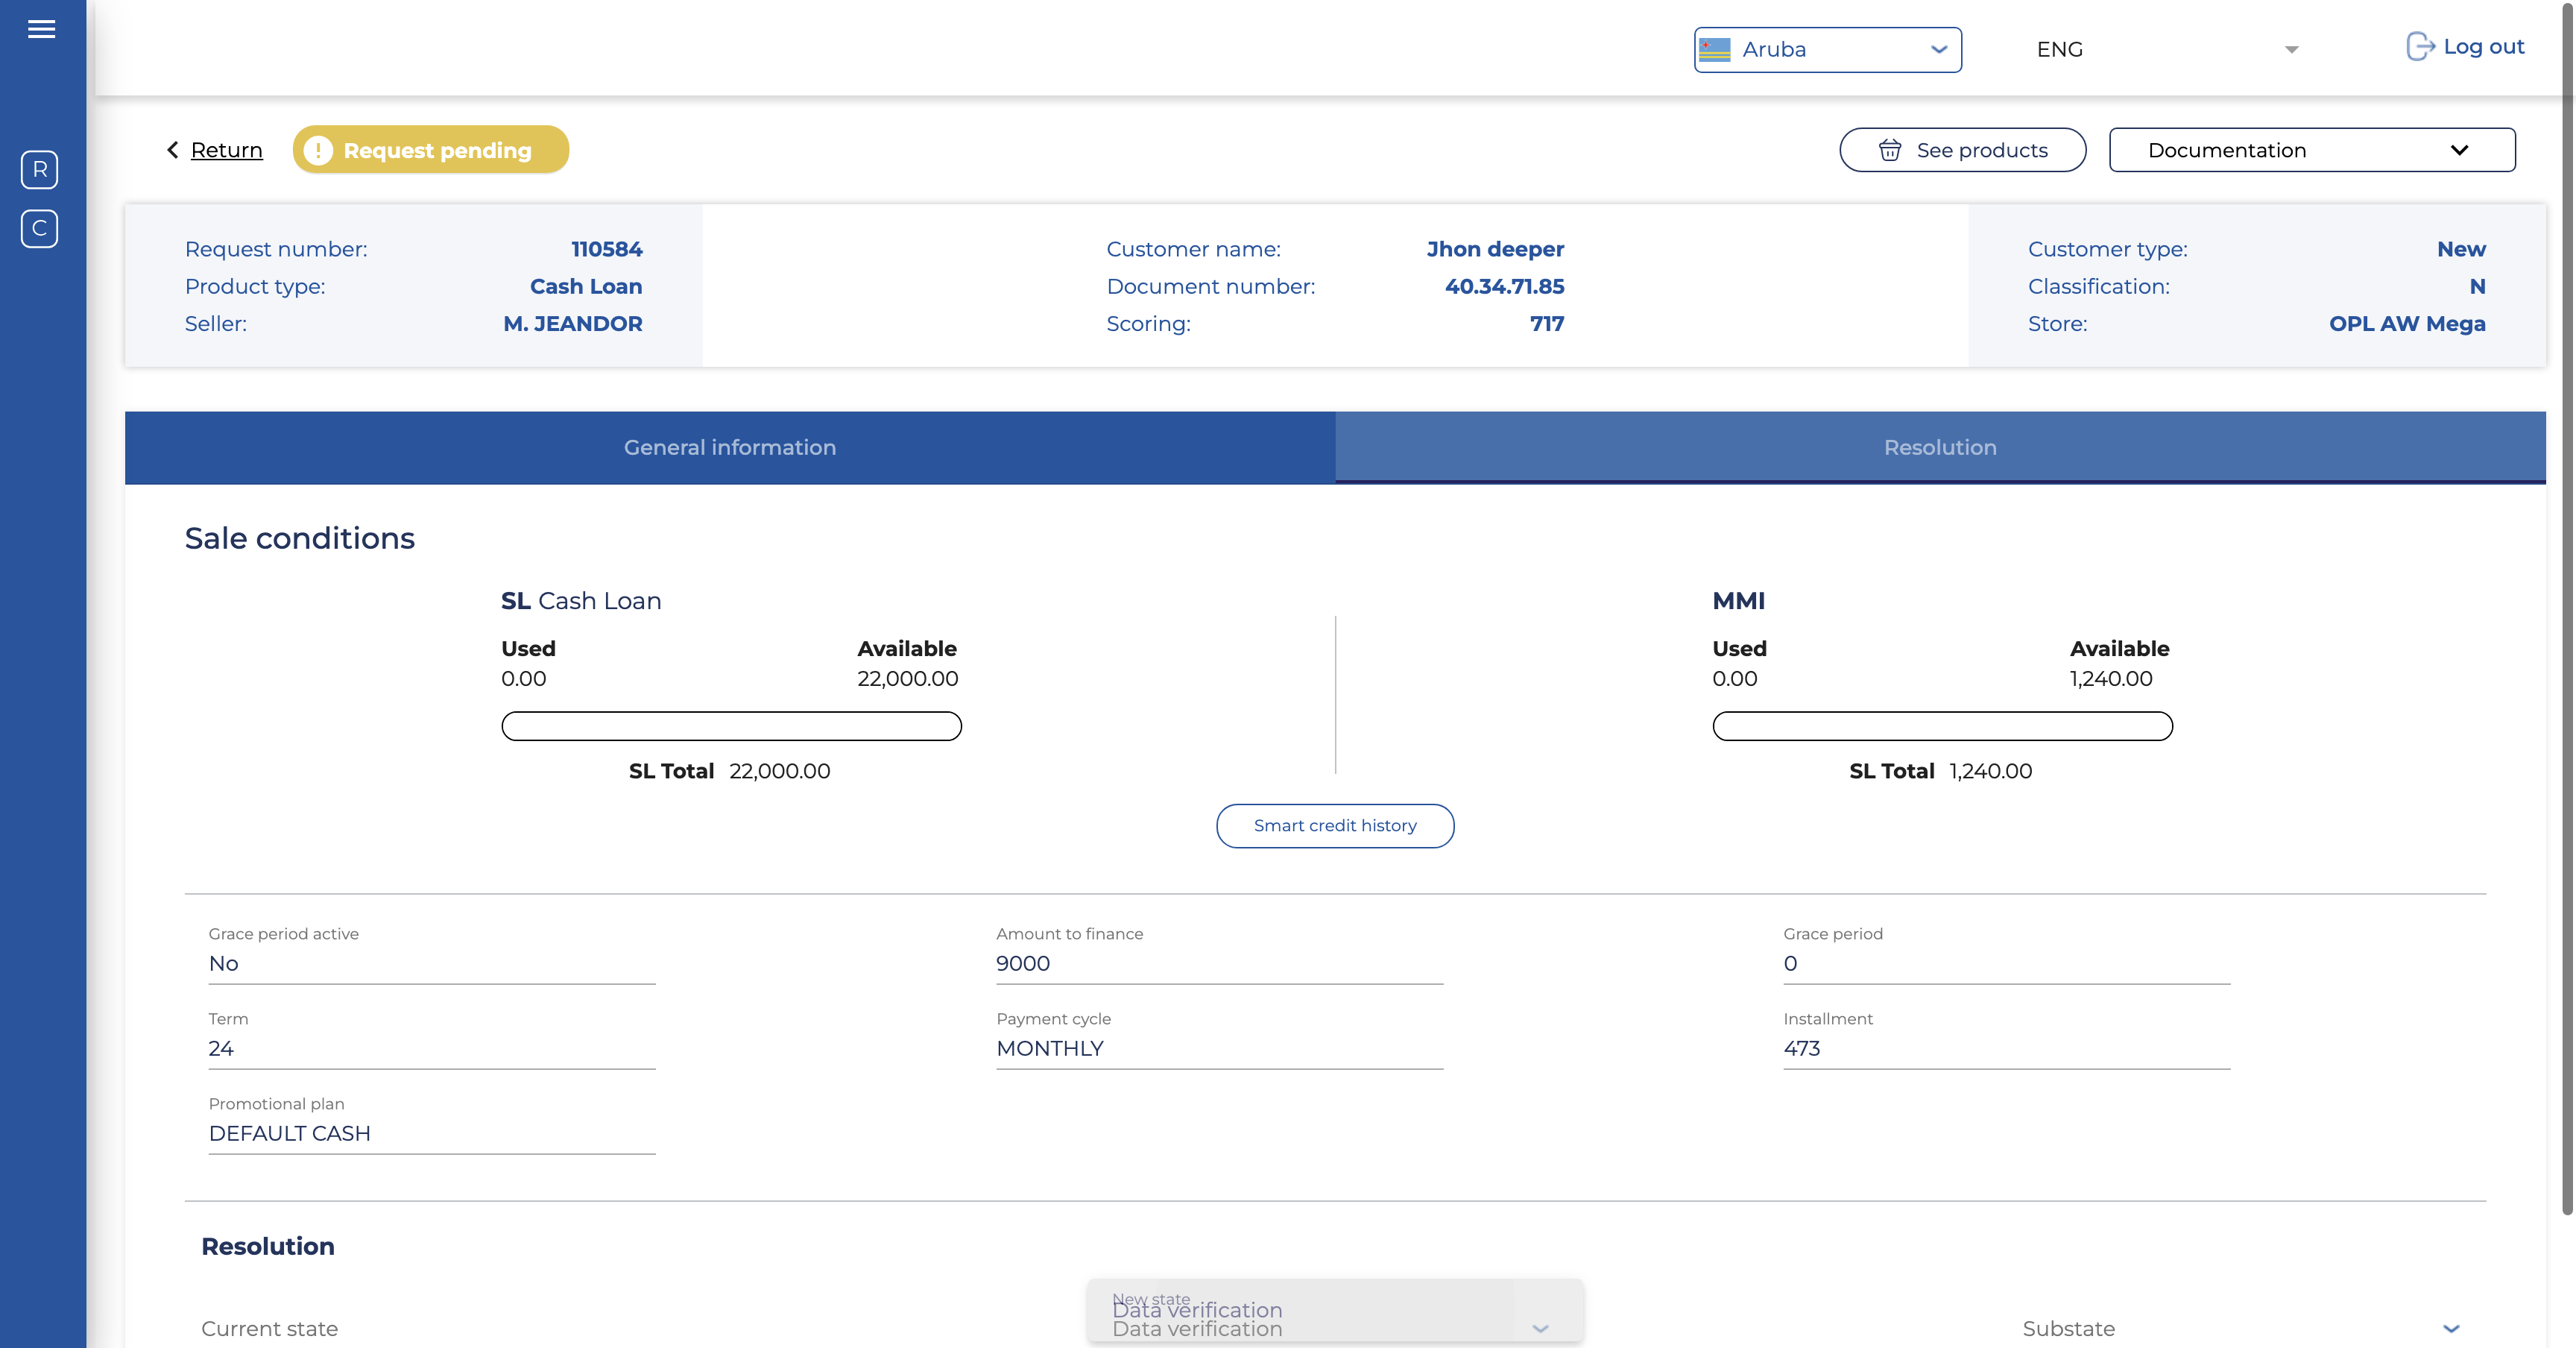 Aruba
ENG
Log out
Return
Request pending
See products
Documentation
R
C
Request number: 110584
Product type: Cash Loan
Seller: M. JEANDOR
Customer name: Jhon deeper
Document number: 40.34.71.85
Scoring: 717
Customer type: New
Classification: N
Store: OPL AW Mega
General information
Resolution
Sale conditions
SL Cash Loan
Used Available
0.00 22,000.00
SL Total 22,000.00
MMI
Used Available
0.00 1,240.00
SL Total 1,240.00
Smart credit history
Grace period active
No
Amount to finance
9000
Grace period
0
Term
24
Payment cycle
MONTHLY
Installment
473
Promotional plan
DEFAULT CASH
Resolution
Current state
New state
Data verification
Data verification
Substate